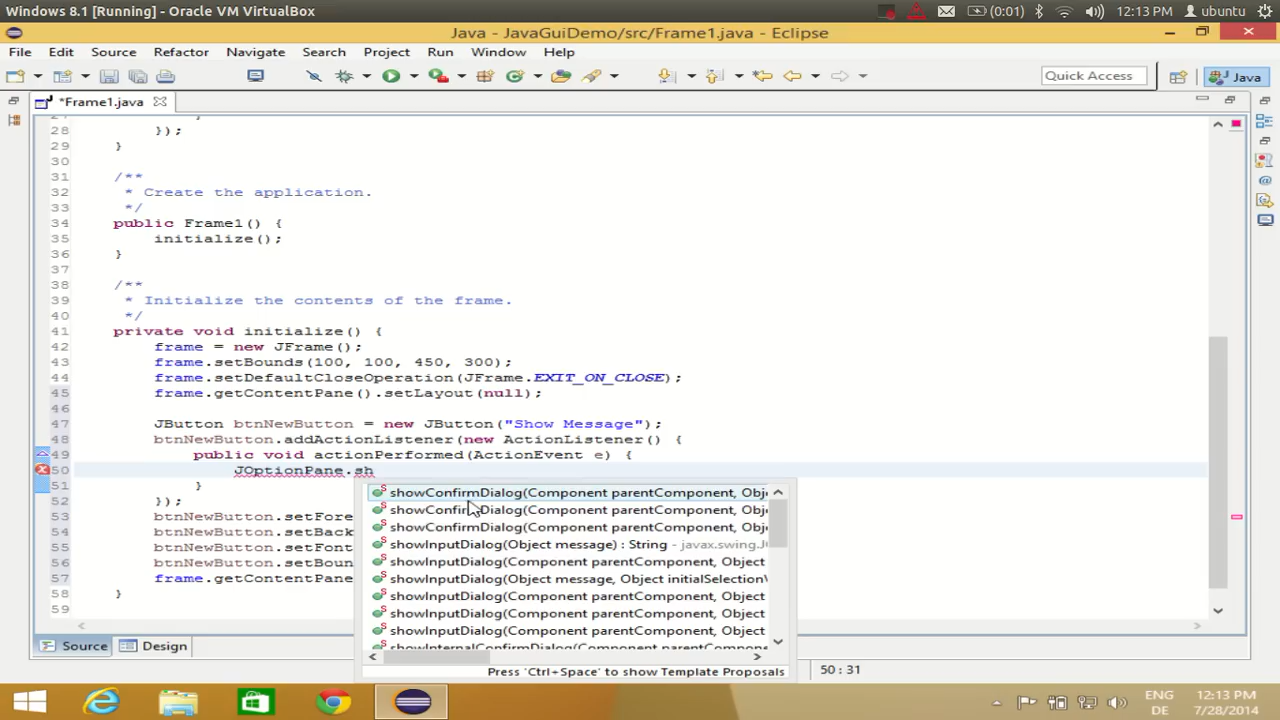 Windows 8.1 [Running] - Oracle VM VirtualBox
(0:01) 12:13 PM ubuntu
Java - JavaGuiDemo/src/Frame1.java - Eclipse
File Edit Source Refactor Navigate Search Project Run Window Help
Quick Access Java
*Frame1.java
28 });
29 }
30
31 /**
32 * Create the application.
33 */
34 public Frame1() {
35 initialize();
36 }
37
38 /**
39 * Initialize the contents of the frame.
40 */
41 private void initialize() {
42 frame = new JFrame();
43 frame.setBounds(100, 100, 450, 300);
44 frame.setDefaultCloseOperation(JFrame.EXIT_ON_CLOSE);
45 frame.getContentPane().setLayout(null);
46
47 JButton btnNewButton = new JButton("Show Message");
48 btnNewButton.addActionListener(new ActionListener() {
49 public void actionPerformed(ActionEvent e) {
50 JOptionPane.sh
51 }
52 });
53 btnNewButton.setFore
54 btnNewButton.setBack
55 btnNewButton.setFont
56 btnNewButton.setBoun
57 frame.getContentPane
58 }
59
showConfirmDialog(Component parentComponent, Obj
showConfirmDialog(Component parentComponent, Obj
showConfirmDialog(Component parentComponent, Obj
showInputDialog(Object message) : String - javax.swing.JO
showInputDialog(Component parentComponent, Object
showInputDialog(Object message, Object initialSelectionV
showInputDialog(Component parentComponent, Object
showInputDialog(Component parentComponent, Object
showInputDialog(Component parentComponent, Object
showInternalConfirmDialog(Component parentCompone
Press 'Ctrl+Space' to show Template Proposals
Source Design
50 : 31
ENG
DE
12:13 PM
7/28/2014